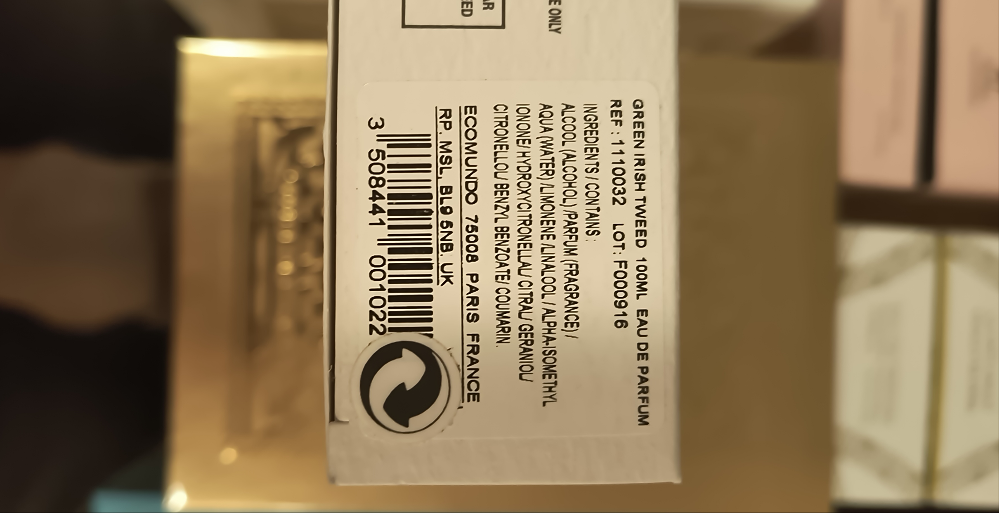 E ONLY
GREEN IRISH TWEED 100ML EAU DE PARFUM
REF : 1110032 LOT: F000916
INGREDIENTS / CONTAINS :
ALCOOL (ALCOHOL) /PARFUM (FRAGRANCE) /
AQUA (WATER) /LIMONENE /LINALOOL / ALPHA-ISOMETHYL
IONONE/ HYDROXYCITRONELLAL/ CITRAL/ GERANIOL/
CITRONELLOL/ BENZYL BENZOATE/ COUMARIN.
ECOMUNDO 75008 PARIS FRANCE
RP. MSL, BL9 5NB. UK
3 508441 001022